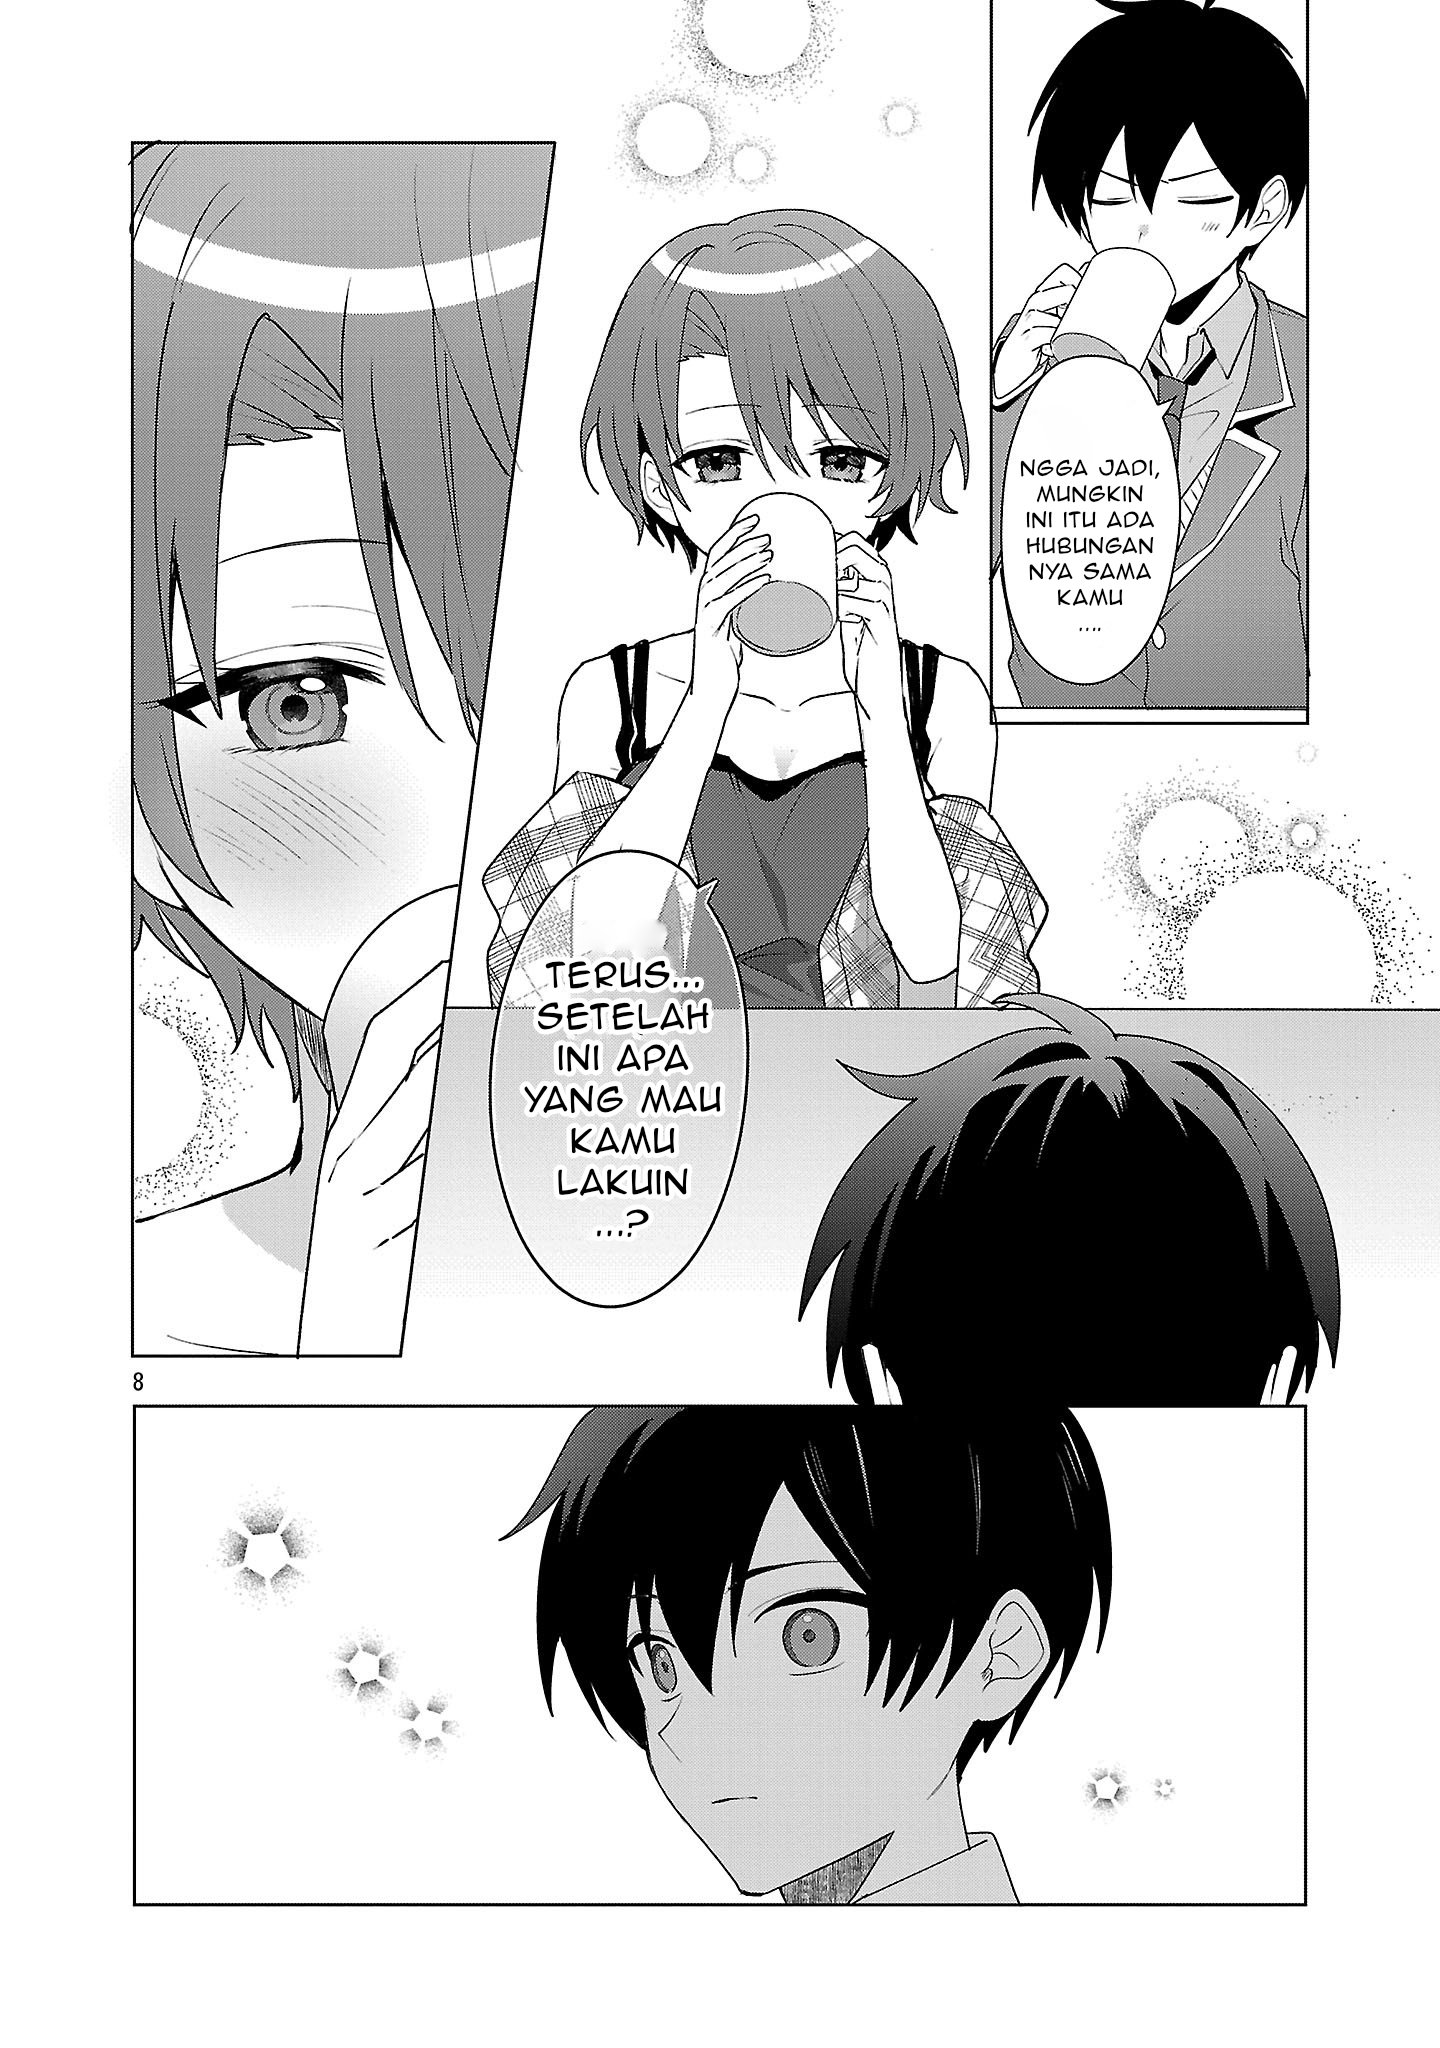 NGGA JADI,
MUNGKIN
INI ITU ADA
HUBUNGAN
NYA SAMA
KAMU
....
TERUS...
SETELAH
INI APA
YANG MAU
KAMU
LAKUIN
...?
8